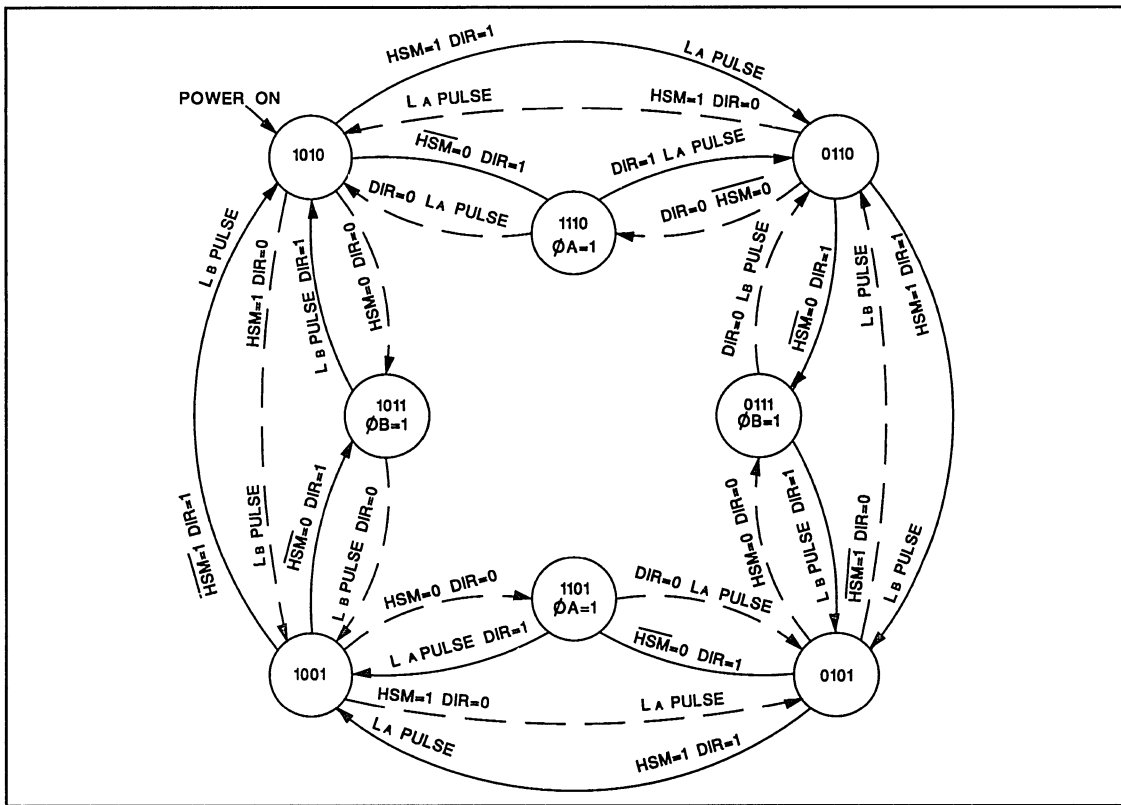 HSM=1 DIR=1
LA PULSE
POWER ON
LA PULSE
HSM=1 DIR=0
1010
0110
HSM=0 DIR=1
DIR=1 LA PULSE
DIR=0 LA PULSE
DIR=0 HSM=0
1110
ØA=1
LB PULSE
HSM=1 DIR=0
LB PULSE DIR=1
HSM=0 DIR=0
DIR=0 LB PULSE
HSM=0 DIR=1
LB PULSE
HSM=1 DIR=1
1011
ØB=1
0111
ØB=1
HSM=1 DIR=1
LB PULSE
HSM=0 DIR=1
LB PULSE DIR=0
HSM=0 DIR=0
LB PULSE DIR=1
HSM=1 DIR=0
LB PULSE
HSM=0 DIR=0
1101
ØA=1
DIR=0 LA PULSE
LA PULSE DIR=1
HSM=0 DIR=1
1001
0101
HSM=1 DIR=0
LA PULSE
LA PULSE
HSM=1 DIR=1